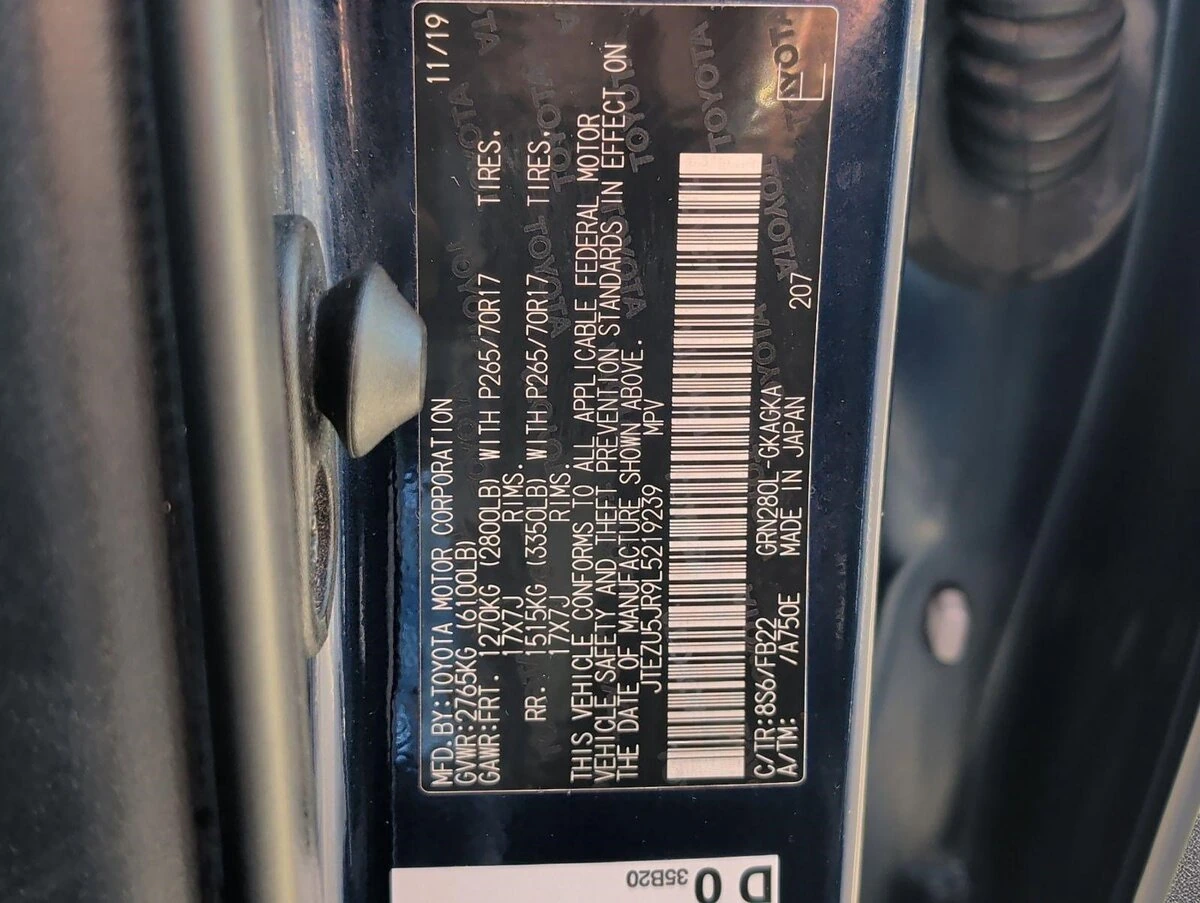 MFD.BY:TOYOTA MOTOR CORPORATION 11/19
GVWR:2765KG (6100LB)
GAWR:FRT. 1270KG (2800LB) WITH P265/70R17 TIRES.
17X7J RIMS.
RR. 1515KG (3350LB) WITH P265/70R17 TIRES.
17X7J RIMS.
THIS VEHICLE CONFORMS TO ALL APPLICABLE FEDERAL MOTOR
VEHICLE SAFETY AND THEFT PREVENTION STANDARDS IN EFFECT ON
THE DATE OF MANUFACTURE SHOWN ABOVE.
JTEZU5JR9L5219239 MPV
C/TR:8S6/FB22 GRN280L-GKAGKA
A/TM: /A750E MADE IN JAPAN 207
TOYOTA
D 0
35B20